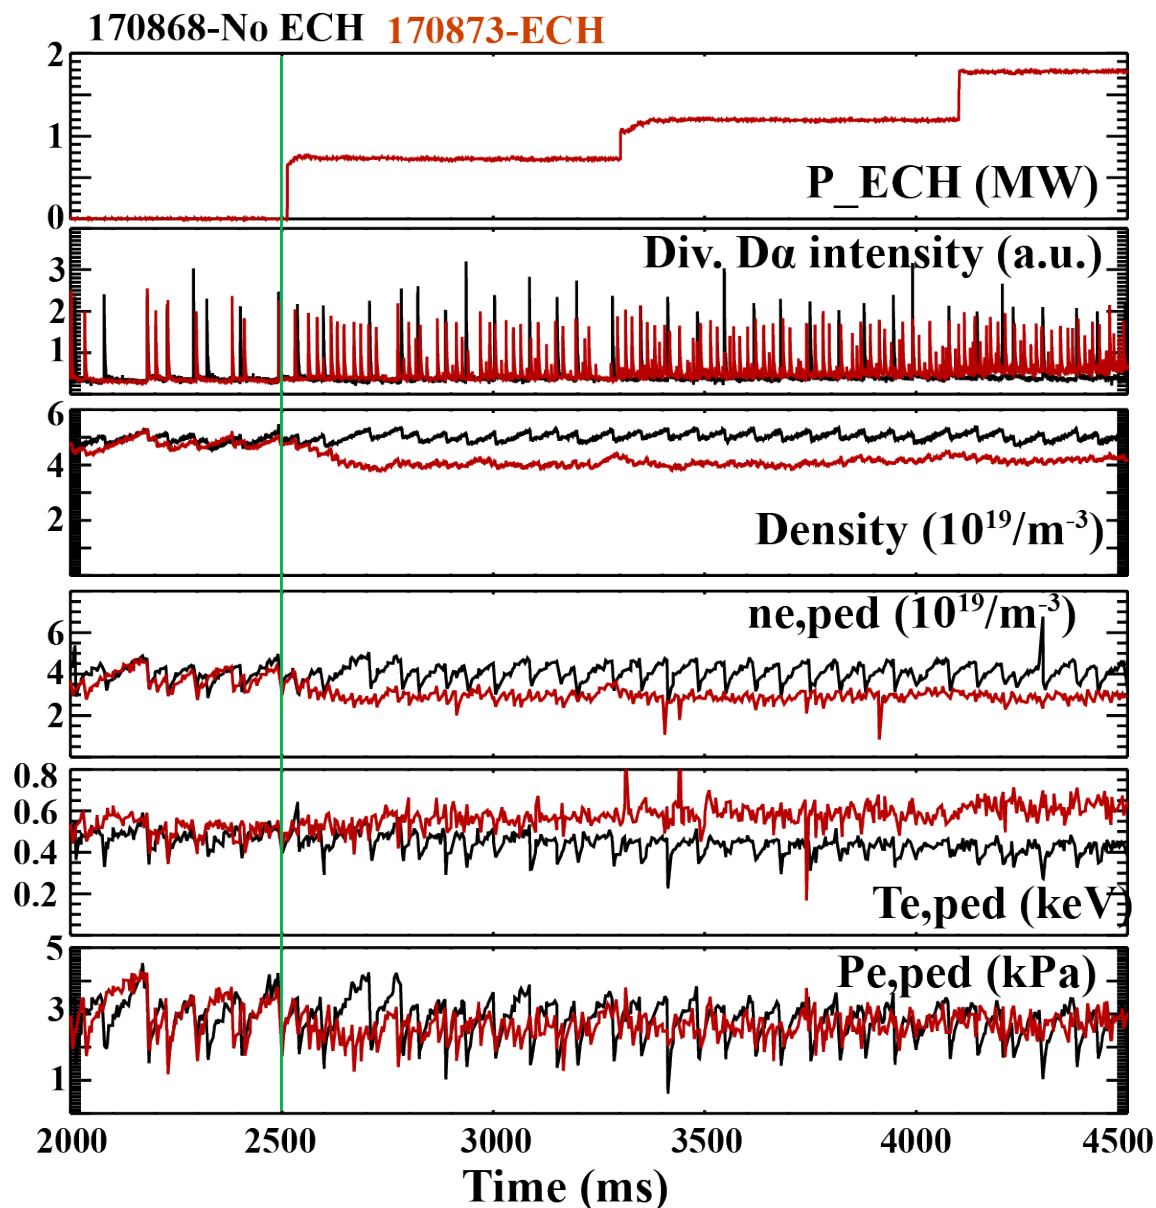 170868-No ECH 170873-ECH
2
1
0
P_ECH (MW)
3
2
1
Div. Dα intensity (a.u.)
6
4
2
Density (10¹⁹/m⁻³)
6
4
2
ne,ped (10¹⁹/m⁻³)
0.8
0.6
0.4
0.2
Te,ped (keV)
5
3
1
Pe,ped (kPa)
2000 2500 3000 3500 4000 4500
Time (ms)